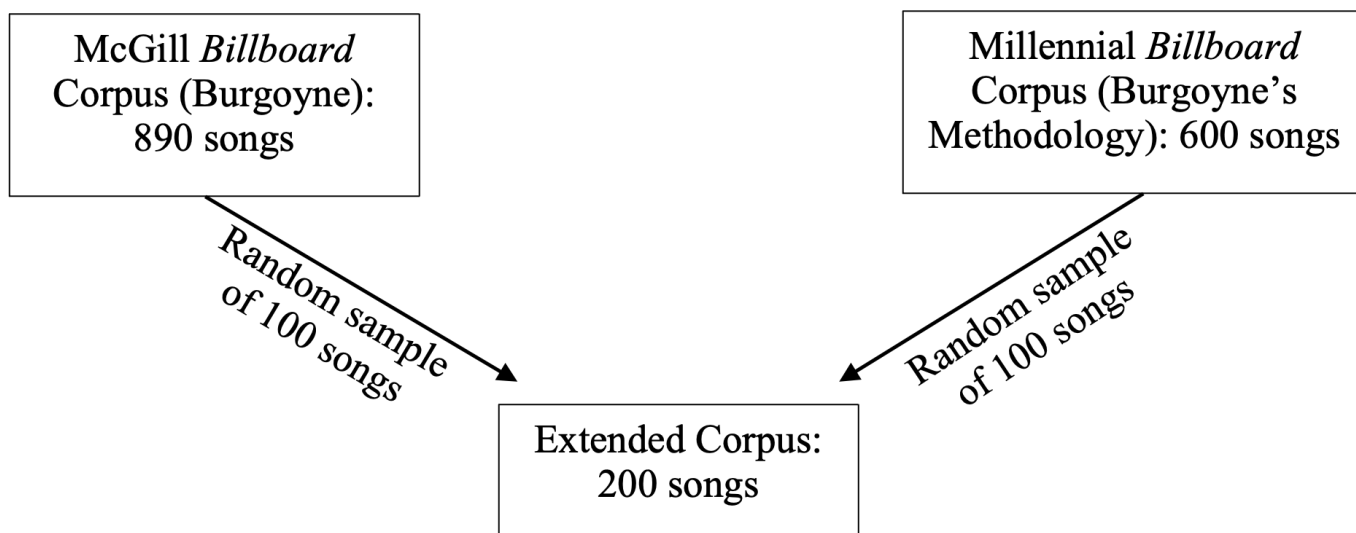 McGill Billboard
Corpus (Burgoyne):
890 songs
Millennial Billboard
Corpus (Burgoyne’s
Methodology): 600 songs
Random sample
of 100 songs
Random sample
of 100 songs
Extended Corpus:
200 songs